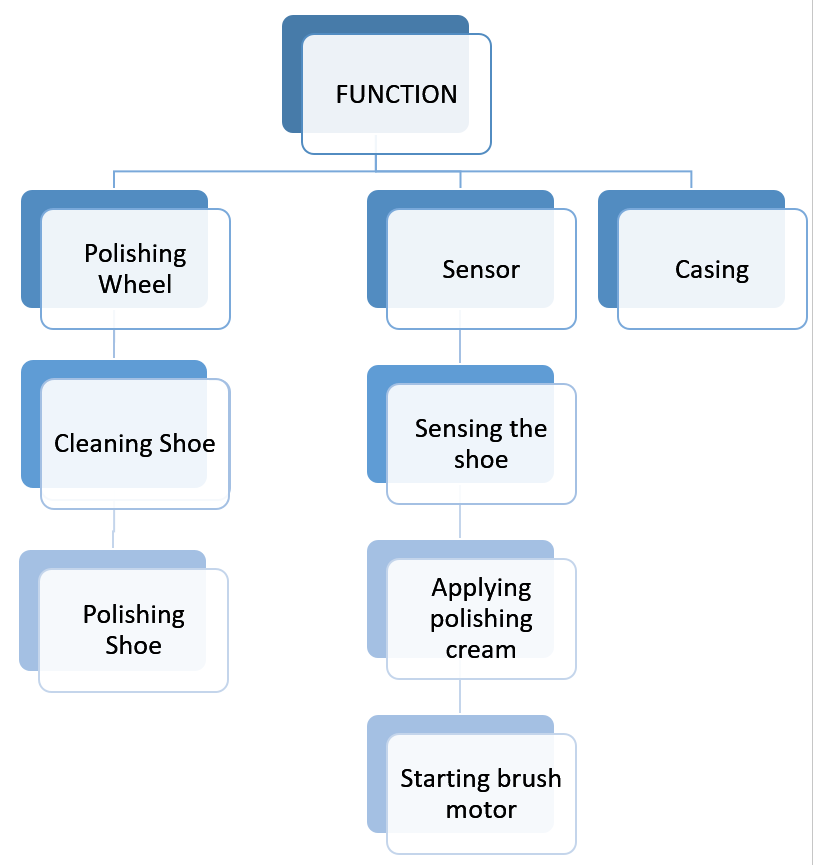 FUNCTION
Polishing
Wheel
Sensor
Casing
Cleaning Shoe
Sensing the
shoe
Polishing
Shoe
Applying
polishing
cream
Starting brush
motor